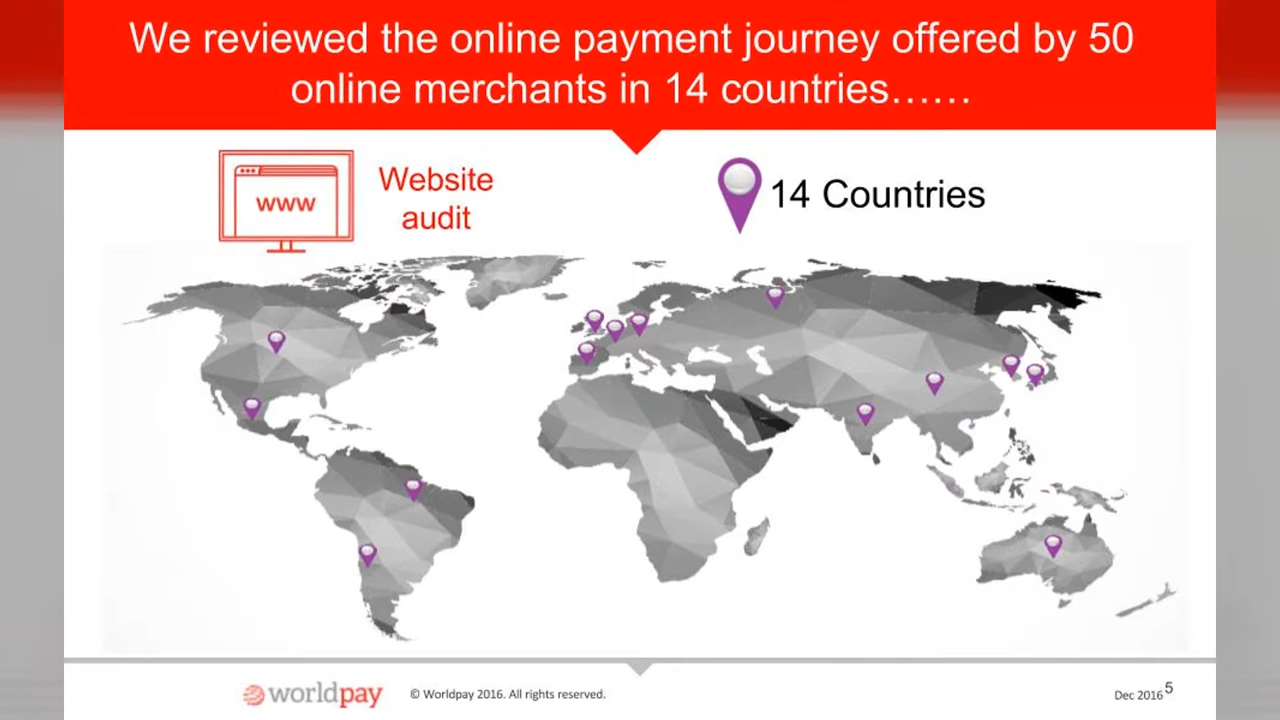 We reviewed the online payment journey offered by 50
online merchants in 14 countries……
www
Website
audit
14 Countries
worldpay
© Worldpay 2016. All rights reserved.
Dec 2016 5